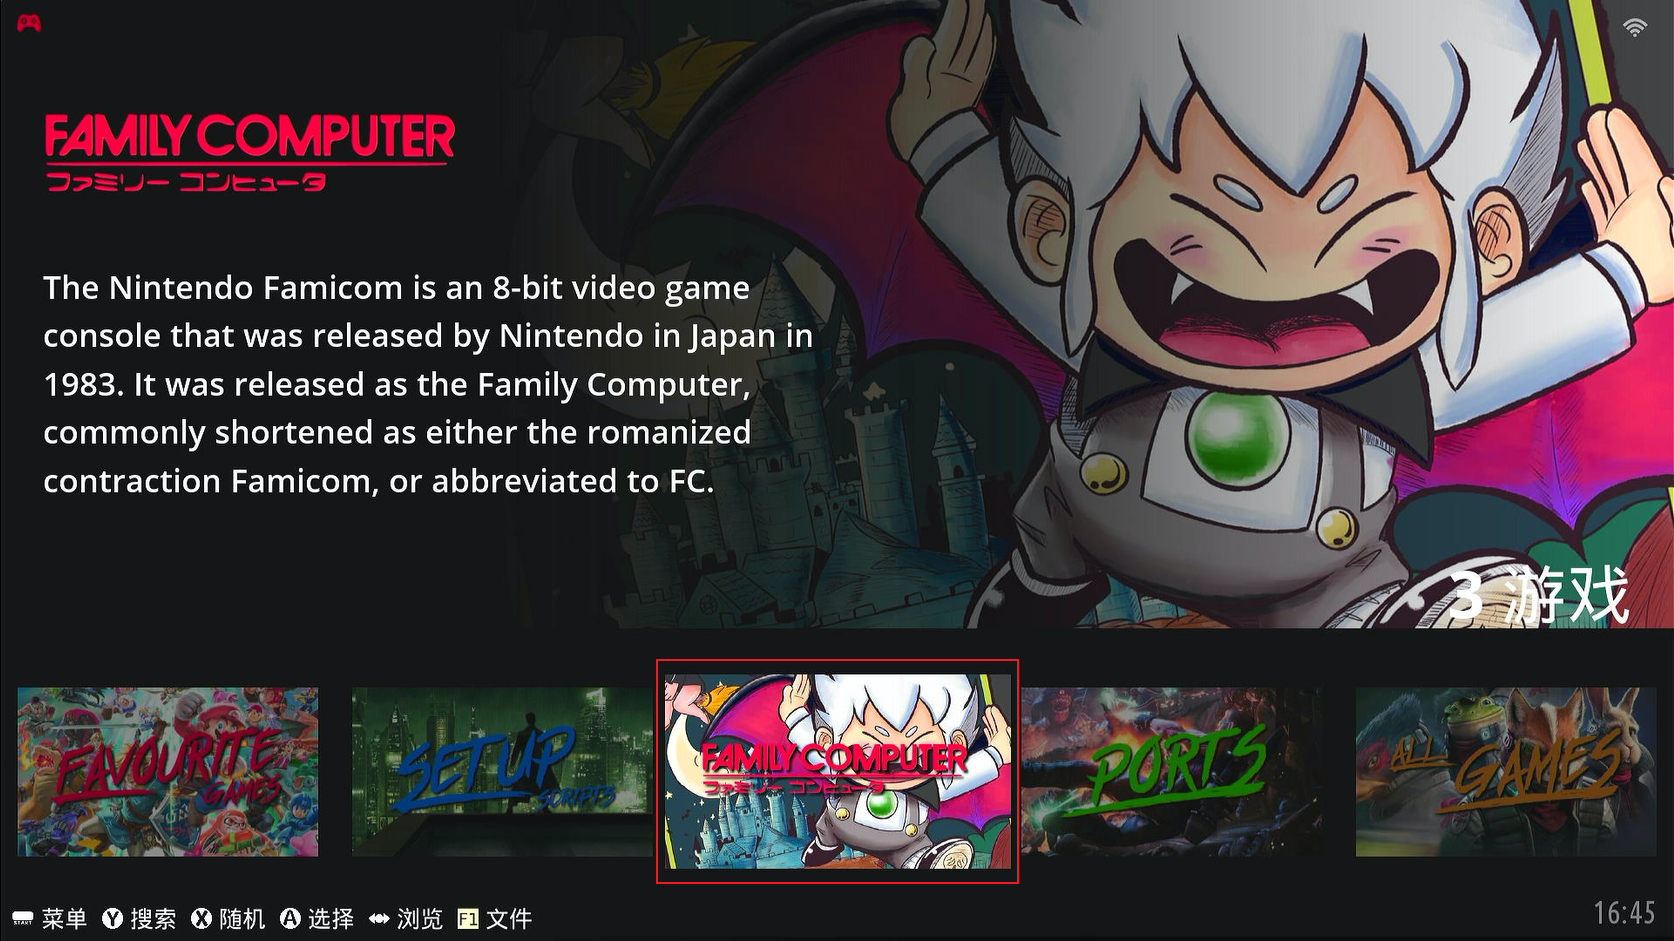 FAMILY COMPUTER
ファミリー コンピュータ
The Nintendo Famicom is an 8-bit video game
console that was released by Nintendo in Japan in
1983. It was released as the Family Computer,
commonly shortened as either the romanized
contraction Famicom, or abbreviated to FC.
3 游戏
FAVOURITE
GAMES
SETUP
SCRIPTS
FAMILY COMPUTER
ファミリー コンピュータ
PORTS
ALL GAMES
START 菜单 Y 搜索 X 随机 A 选择 浏览 F1 文件
16:45